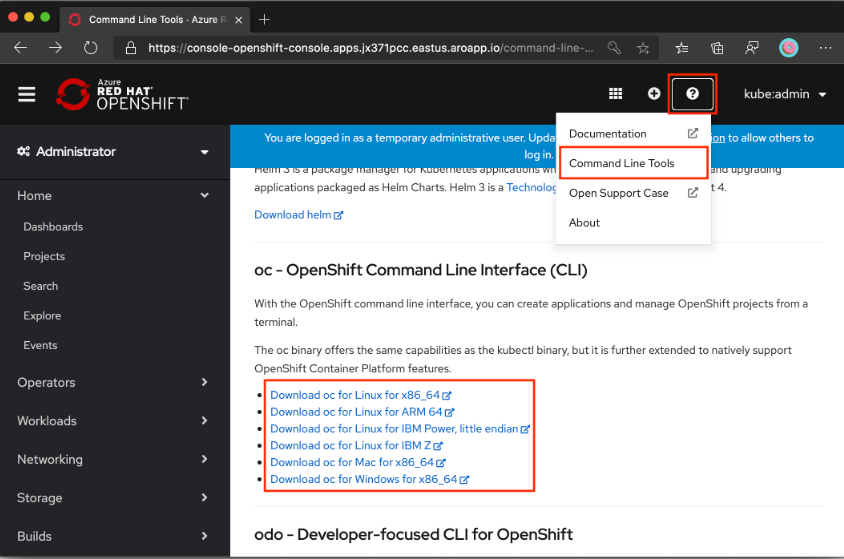 Command Line Tools · Azure R
https://console-openshift-console.apps.jx371pcc.eastus.aroapp.io/command-line-...
Azure
RED HAT®
OPENSHIFT®
kube:admin
Administrator
Home
Dashboards
Projects
Search
Explore
Events
Operators
Workloads
Networking
Storage
Builds
You are logged in as a temporary administrative user. Upda
ion to allow others to
log in.
Documentation
Command Line Tools
Open Support Case
About
Helm 3 is a package manager for Kubernetes applications w
and upgrading
applications packaged as Helm Charts. Helm 3 is a Technolog
t 4.
Download helm
oc - OpenShift Command Line Interface (CLI)
With the OpenShift command line interface, you can create applications and manage OpenShift projects from a
terminal.
The oc binary offers the same capabilities as the kubectl binary, but it is further extended to natively support
OpenShift Container Platform features.
Download oc for Linux for x86_64
Download oc for Linux for ARM 64
Download oc for Linux for IBM Power, little endian
Download oc for Linux for IBM Z
Download oc for Mac for x86_64
Download oc for Windows for x86_64
odo - Developer-focused CLI for OpenShift